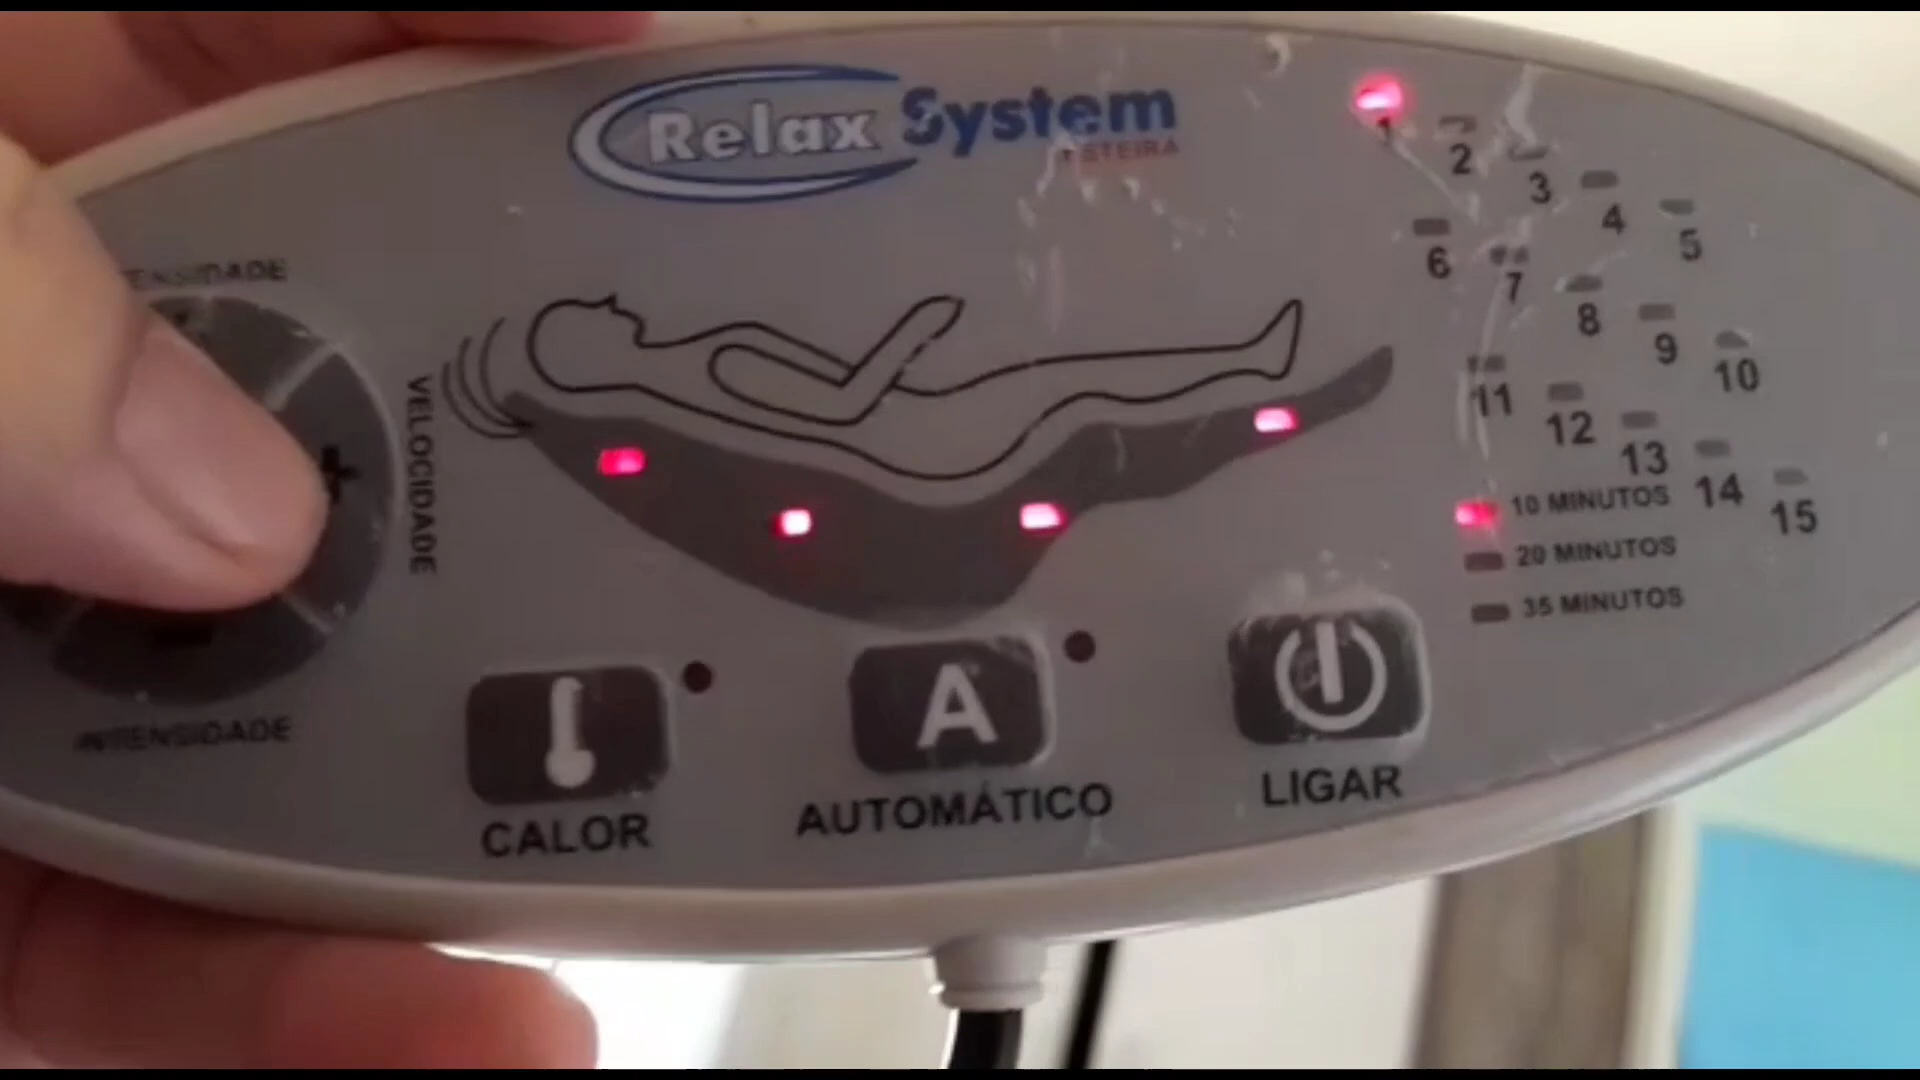 Relax System
ESTEIRA
1 2 3 4 5
6 7 8 9 10
11 12 13 14 15
VELOCIDADE
+
INTENSIDADE
10 MINUTOS
20 MINUTOS
35 MINUTOS
A
CALOR
AUTOMÁTICO
LIGAR